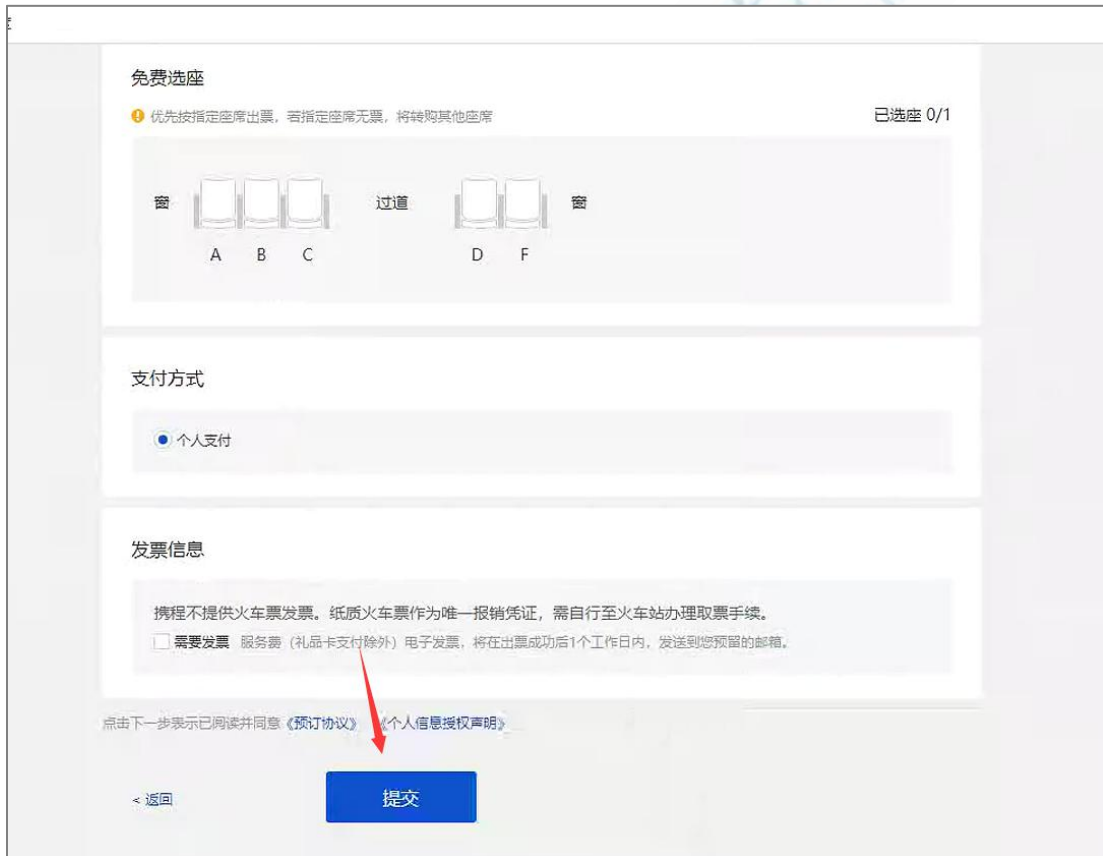 免费选座
优先按指定座席出票，若指定座席无票，将转购其他座席
已选座 0/1
窗 过道 窗
A B C D F
支付方式
个人支付
发票信息
携程不提供火车票发票。纸质火车票作为唯一报销凭证，需自行至火车站办理取票手续。
需要发票 服务费（礼品卡支付除外）电子发票，将在出票成功后1个工作日内，发送到您预留的邮箱。
点击下一步表示已阅读并同意《预订协议》 《个人信息授权声明》
< 返回 提交